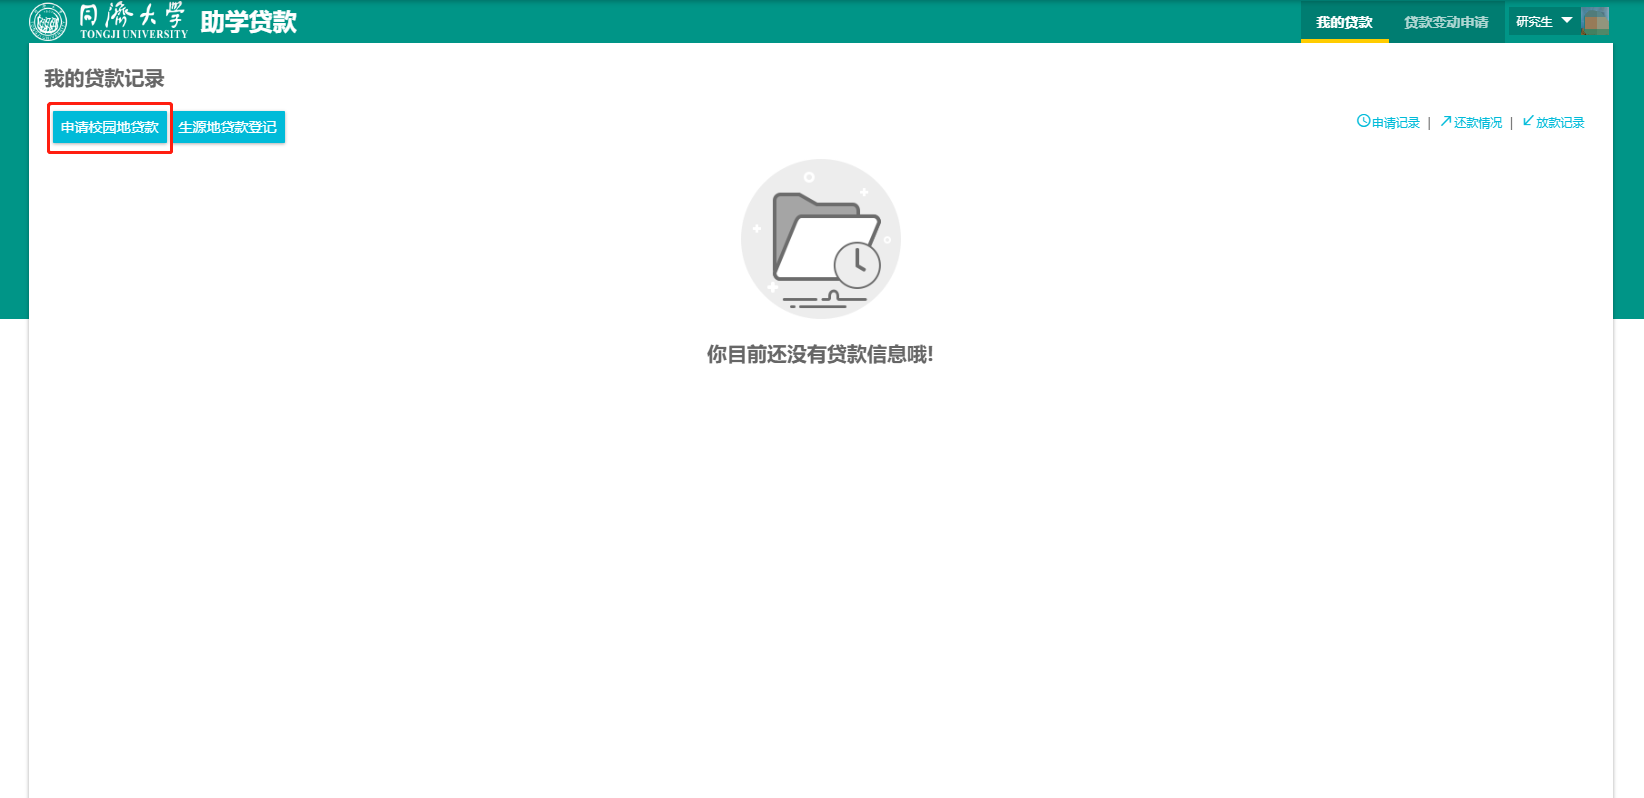 同濟大学
TONGJI UNIVERSITY
助学贷款
我的贷款
贷款变动申请
研究生
我的贷款记录
申请校园地贷款
生源地贷款登记
申请记录 | 还款情况 | 放款记录
你目前还没有贷款信息哦!